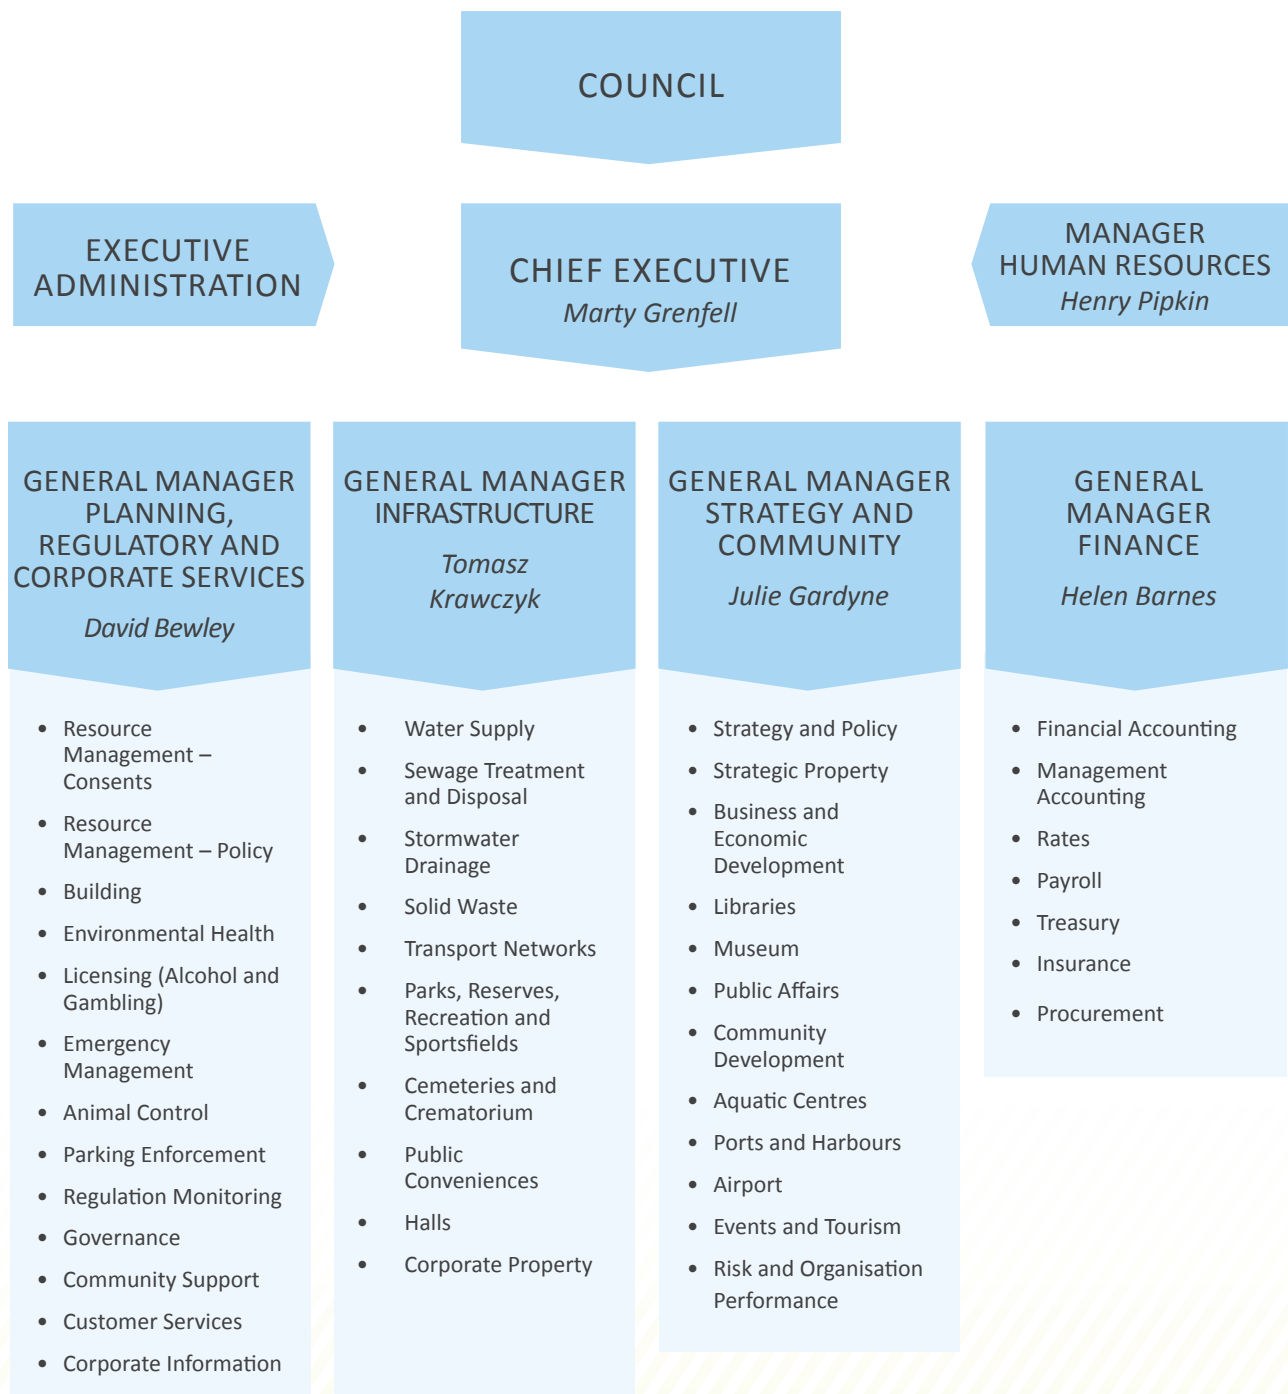 COUNCIL
EXECUTIVE
ADMINISTRATION
CHIEF EXECUTIVE
Marty Grenfell
MANAGER
HUMAN RESOURCES
Henry Pipkin
GENERAL MANAGER
PLANNING,
REGULATORY AND
CORPORATE SERVICES
David Bewley
• Resource
Management –
Consents
• Resource
Management – Policy
• Building
• Environmental Health
• Licensing (Alcohol and
Gambling)
• Emergency
Management
• Animal Control
• Parking Enforcement
• Regulation Monitoring
• Governance
• Community Support
• Customer Services
• Corporate Information
GENERAL MANAGER
INFRASTRUCTURE
Tomasz
Krawczyk
• Water Supply
• Sewage Treatment
and Disposal
• Stormwater
Drainage
• Solid Waste
• Transport Networks
• Parks, Reserves,
Recreation and
Sportsfields
• Cemeteries and
Crematorium
• Public
Conveniences
• Halls
• Corporate Property
GENERAL MANAGER
STRATEGY AND
COMMUNITY
Julie Gardyne
• Strategy and Policy
• Strategic Property
• Business and
Economic
Development
• Libraries
• Museum
• Public Affairs
• Community
Development
• Aquatic Centres
• Ports and Harbours
• Airport
• Events and Tourism
• Risk and Organisation
Performance
GENERAL
MANAGER
FINANCE
Helen Barnes
• Financial Accounting
• Management
Accounting
• Rates
• Payroll
• Treasury
• Insurance
• Procurement